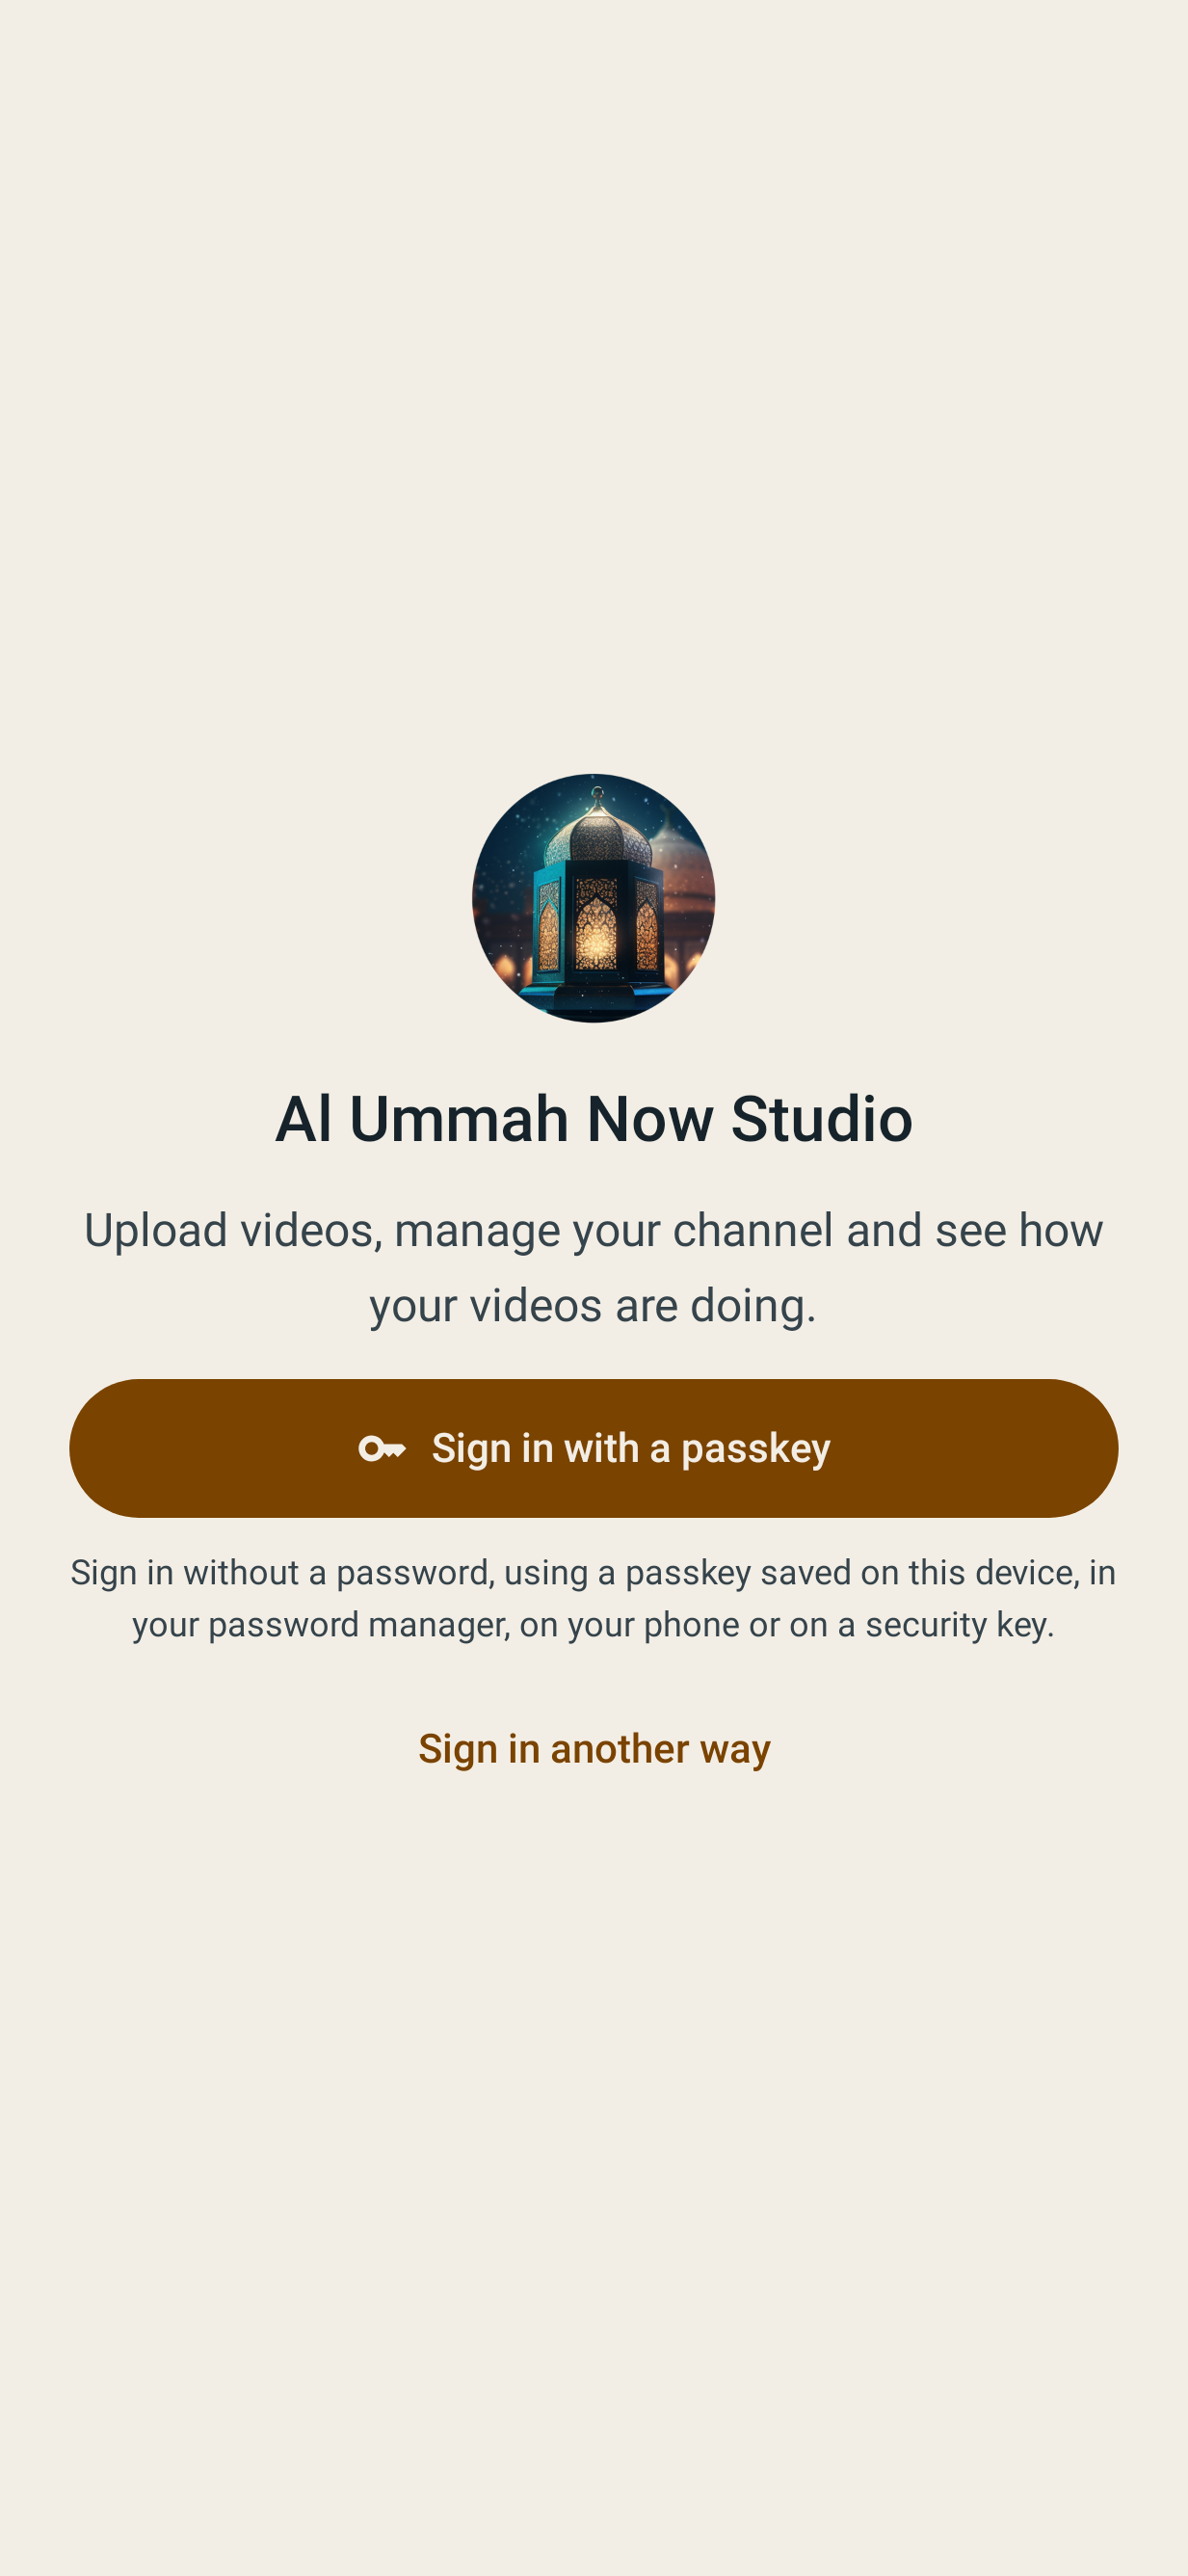 Al Ummah Now Studio
Upload videos, manage your channel and see how
your videos are doing.
Sign in with a passkey
Sign in without a password, using a passkey saved on this device, in
your password manager, on your phone or on a security key.
Sign in another way